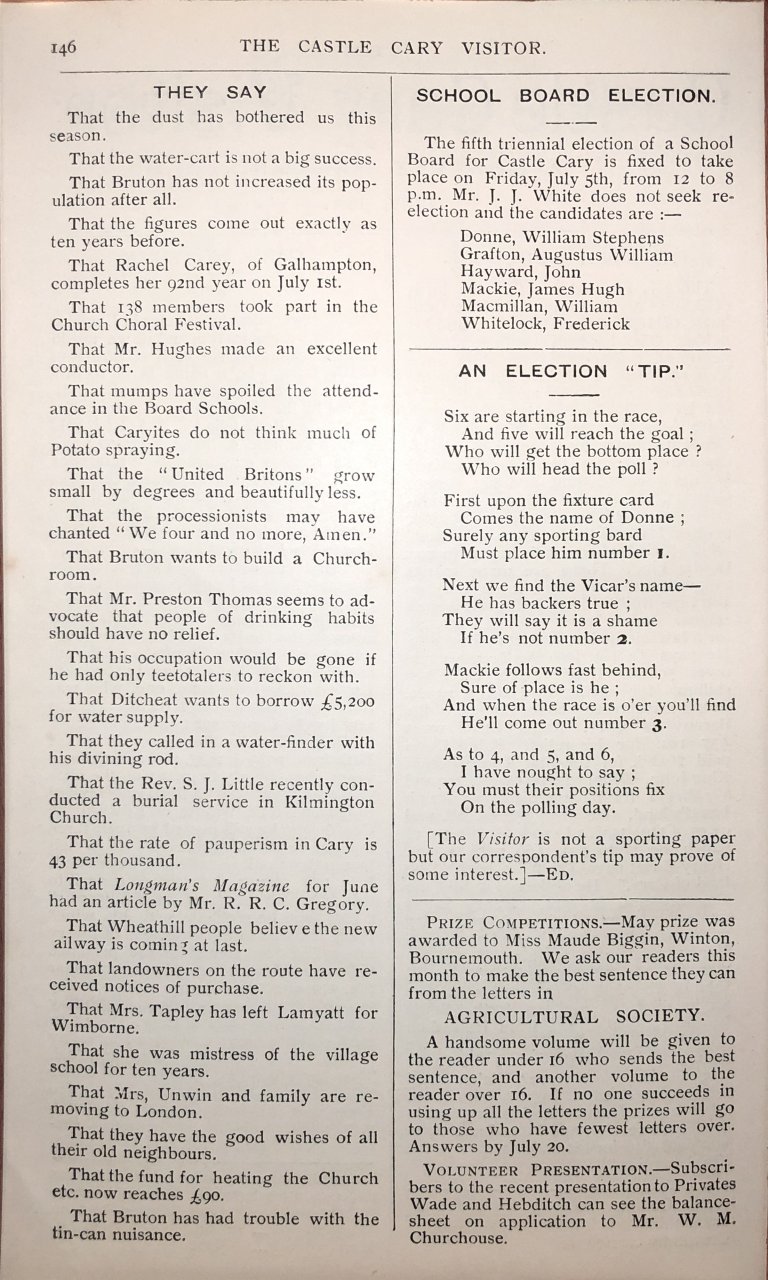 146
THE CASTLE CARY VISITOR.
THEY SAY
That the dust has bothered us this
season.
That the water-cart is not a big success.
That Bruton has not increased its pop-
ulation after all.
That the figures come out exactly as
ten years before.
That Rachel Carey, of Galhampton,
completes her 92nd year on July 1st.
That 138 members took part in the
Church Choral Festival.
That Mr. Hughes made an excellent
conductor.
That mumps have spoiled the attend-
ance in the Board Schools.
That Caryites do not think much of
Potato spraying.
That the “United Britons” grow
small by degrees and beautifully less.
That the processionists may have
chanted “We four and no more, Amen.”
That Bruton wants to build a Church-
room.
That Mr. Preston Thomas seems to ad-
vocate that people of drinking habits
should have no relief.
That his occupation would be gone if
he had only teetotalers to reckon with.
That Ditcheat wants to borrow £5,200
for water supply.
That they called in a water-finder with
his divining rod.
That the Rev. S. J. Little recently con-
ducted a burial service in Kilmington
Church.
That the rate of pauperism in Cary is
43 per thousand.
That Longman's Magazine for June
had an article by Mr. R. R. C. Gregory.
That Wheathill people believ e the new
ailway is coming at last.
That landowners on the route have re-
ceived notices of purchase.
That Mrs. Tapley has left Lamyatt for
Wimborne.
That she was mistress of the village
school for ten years.
That Mrs, Unwin and family are re-
moving to London.
That they have the good wishes of all
their old neighbours.
That the fund for heating the Church
etc. now reaches £90.
That Bruton has had trouble with the
tin-can nuisance.
SCHOOL BOARD ELECTION.
The fifth triennial election of a School
Board for Castle Cary is fixed to take
place on Friday, July 5th, from 12 to 8
p.m. Mr. J. J. White does not seek re-
election and the candidates are :—
Donne, William Stephens
Grafton, Augustus William
Hayward, John
Mackie, James Hugh
Macmillan, William
Whitelock, Frederick
AN ELECTION “TIP.”
Six are starting in the race,
And five will reach the goal ;
Who will get the bottom place ?
Who will head the poll ?
First upon the fixture card
Comes the name of Donne ;
Surely any sporting bard
Must place him number 1.
Next we find the Vicar's name—
He has backers true ;
They will say it is a shame
If he's not number 2.
Mackie follows fast behind,
Sure of place is he ;
And when the race is o'er you'll find
He'll come out number 3.
As to 4, and 5, and 6,
I have nought to say ;
You must their positions fix
On the polling day.
[The Visitor is not a sporting paper
but our correspondent's tip may prove of
some interest.]—ED.
PRIZE COMPETITIONS.—May prize was
awarded to Miss Maude Biggin, Winton,
Bournemouth. We ask our readers this
month to make the best sentence they can
from the letters in
AGRICULTURAL SOCIETY.
A handsome volume will be given to
the reader under 16 who sends the best
sentence, and another volume to the
reader over 16. If no one succeeds in
using up all the letters the prizes will go
to those who have fewest letters over.
Answers by July 20.
VOLUNTEER PRESENTATION.—Subscri-
bers to the recent presentation to Privates
Wade and Hebditch can see the balance-
sheet on application to Mr. W. M.
Churchouse.